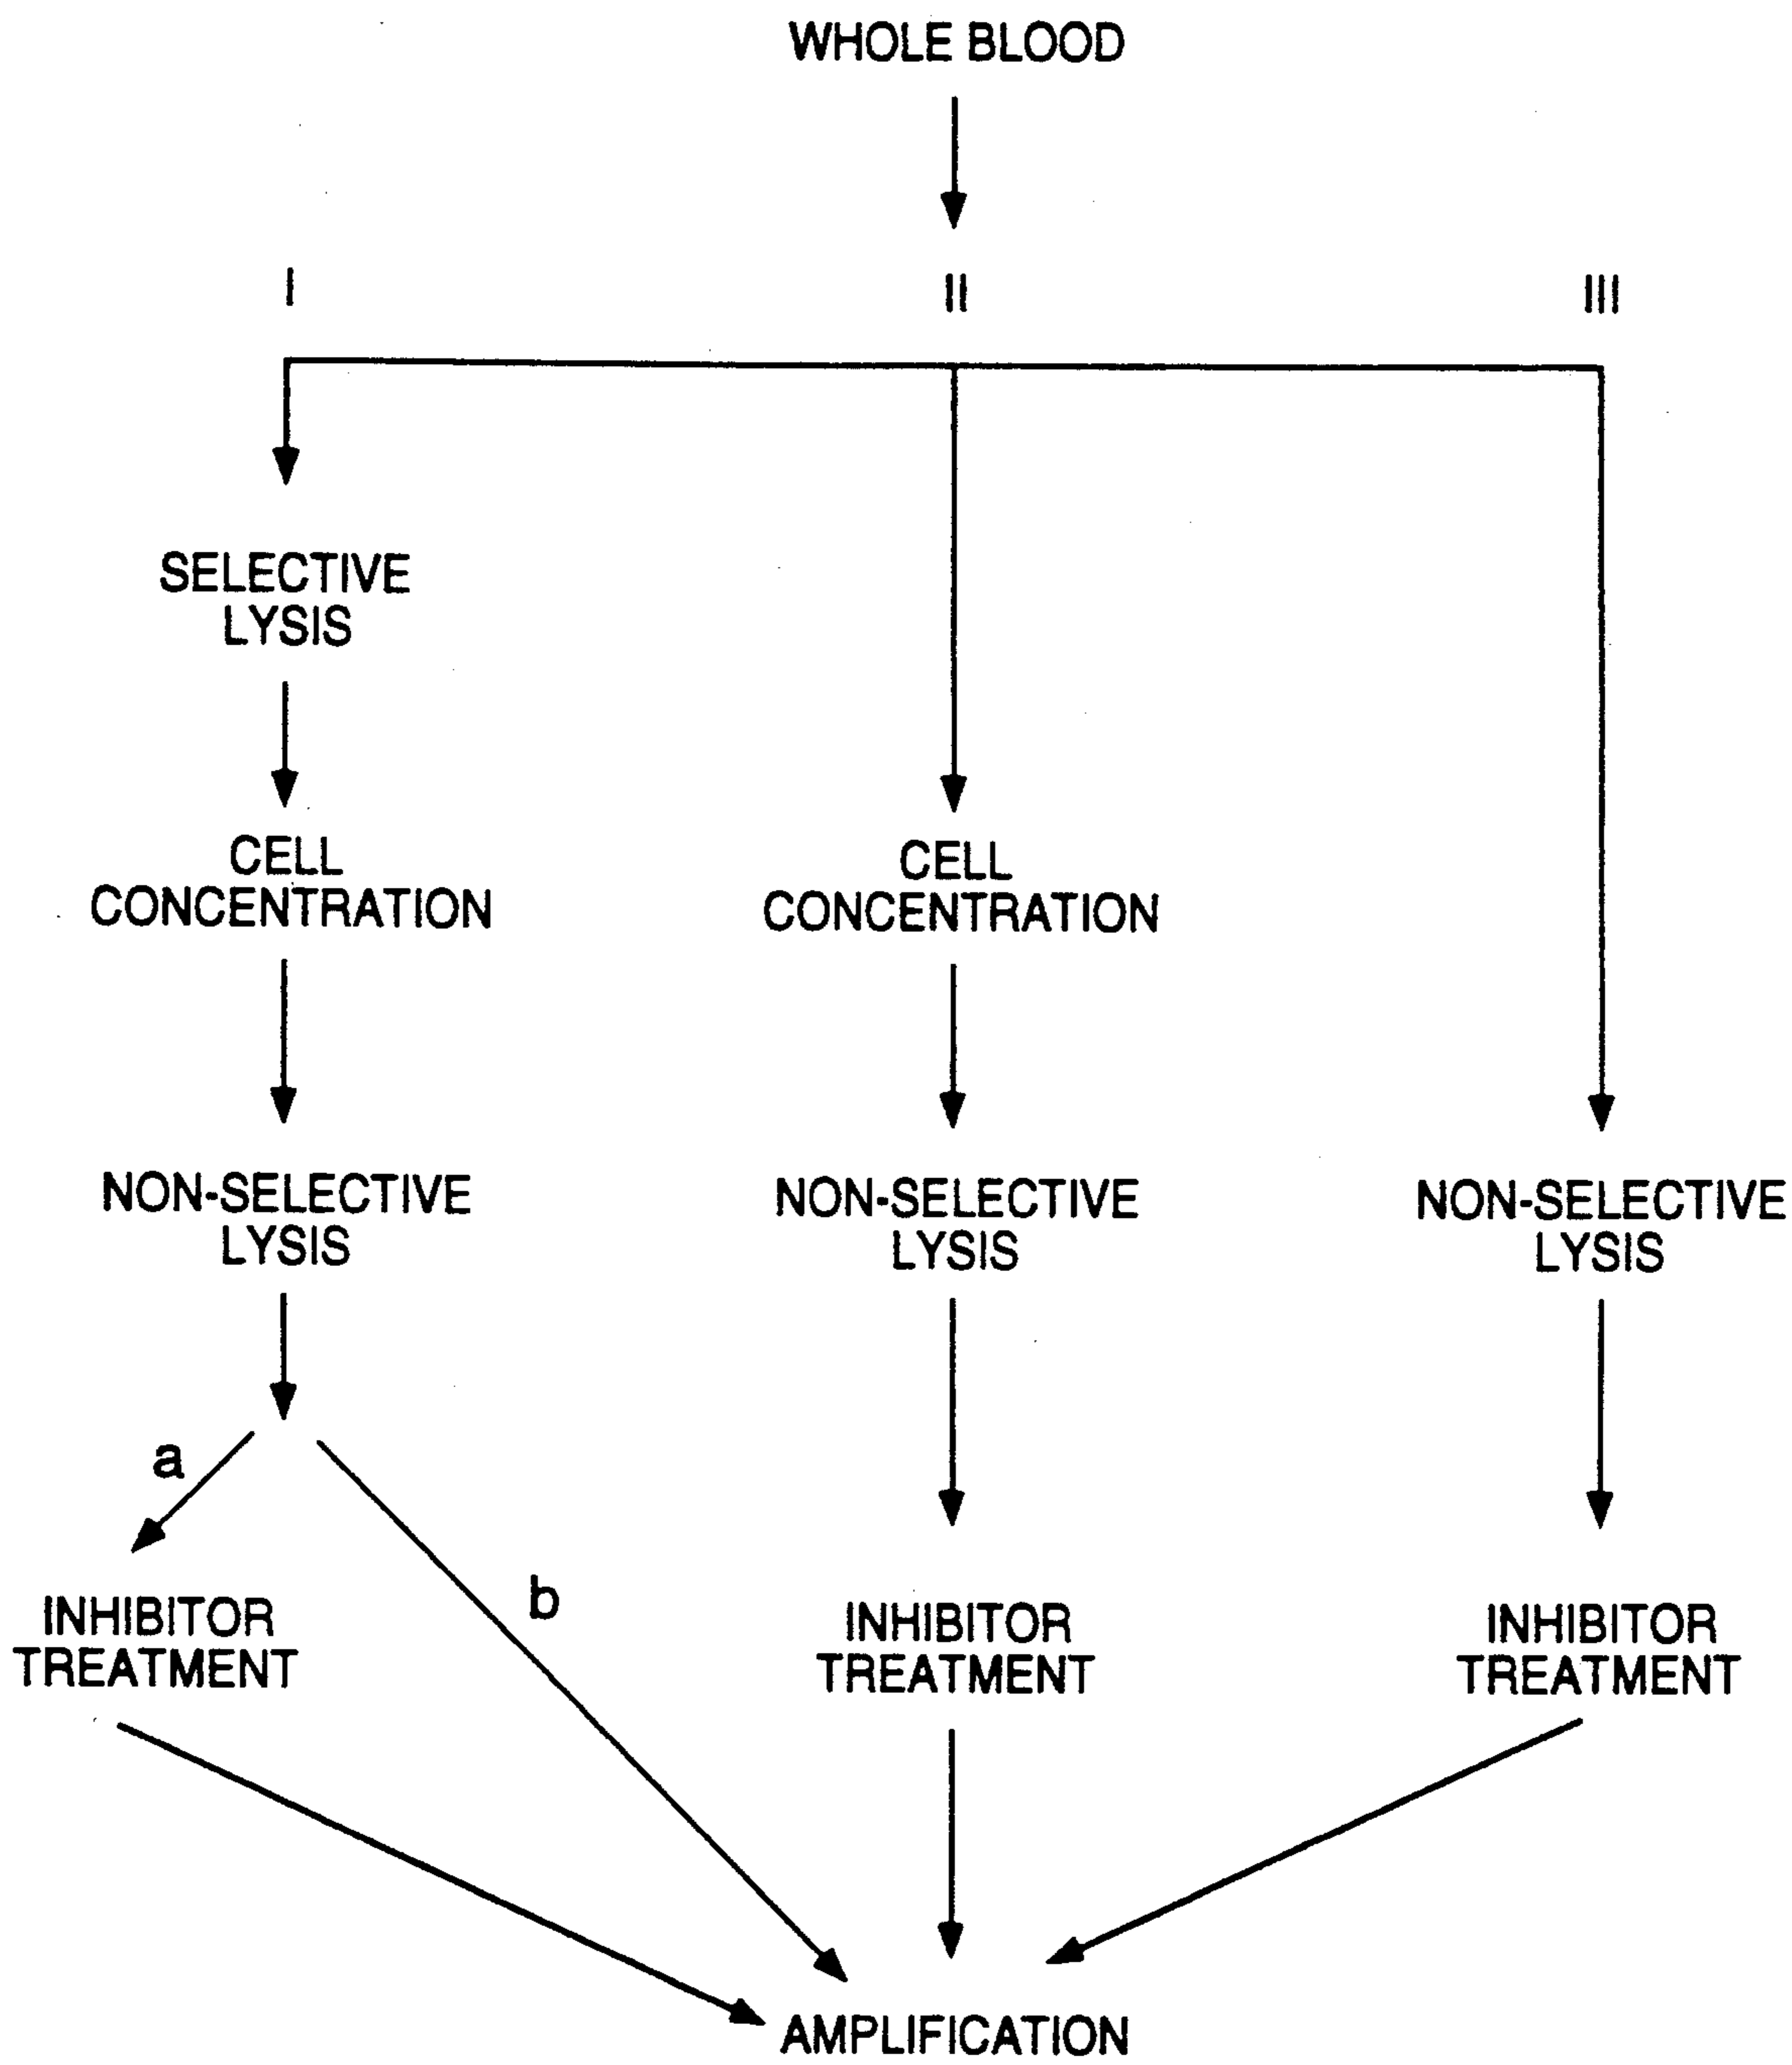 WHOLE BLOOD
I
II
III
SELECTIVE
LYSIS
CELL
CONCENTRATION
CELL
CONCENTRATION
NON-SELECTIVE
LYSIS
NON-SELECTIVE
LYSIS
NON-SELECTIVE
LYSIS
a
b
INHIBITOR
TREATMENT
INHIBITOR
TREATMENT
INHIBITOR
TREATMENT
AMPLIFICATION